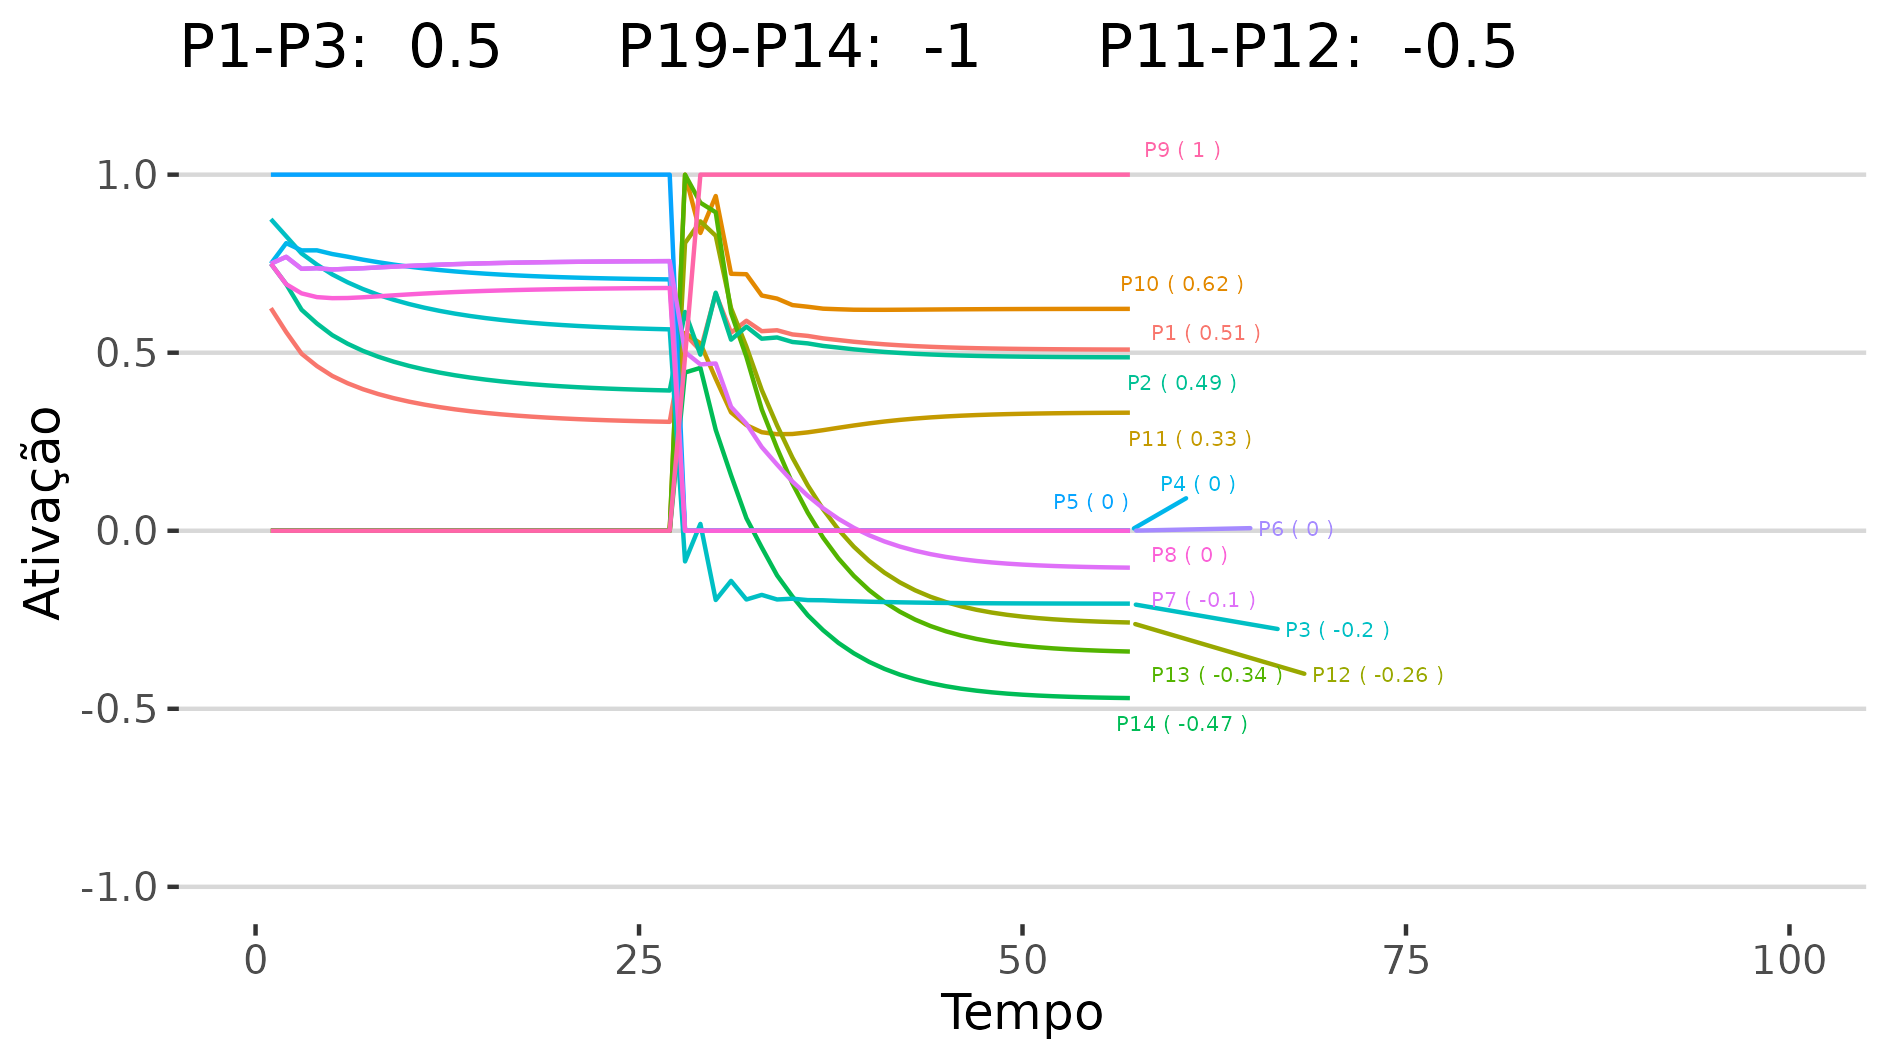 P1-P3: 0.5 P19-P14: -1 P11-P12: -0.5
Ativação
1.0
0.5
0.0
-0.5
-1.0
P9 ( 1 )
P10 ( 0.62 )
P1 ( 0.51 )
P2 ( 0.49 )
P11 ( 0.33 )
P4 ( 0 )
P5 ( 0 )
P6 ( 0 )
P8 ( 0 )
P7 ( -0.1 )
P3 ( -0.2 )
P13 ( -0.34 )
P12 ( -0.26 )
P14 ( -0.47 )
0 25 50 75 100
Tempo